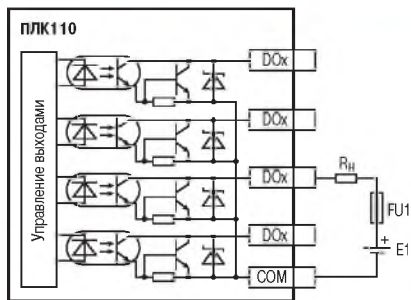 ПЛК110
Управление выходами
DOx
DOx
DOx
DOx
COM
RН
FU1
+
E1